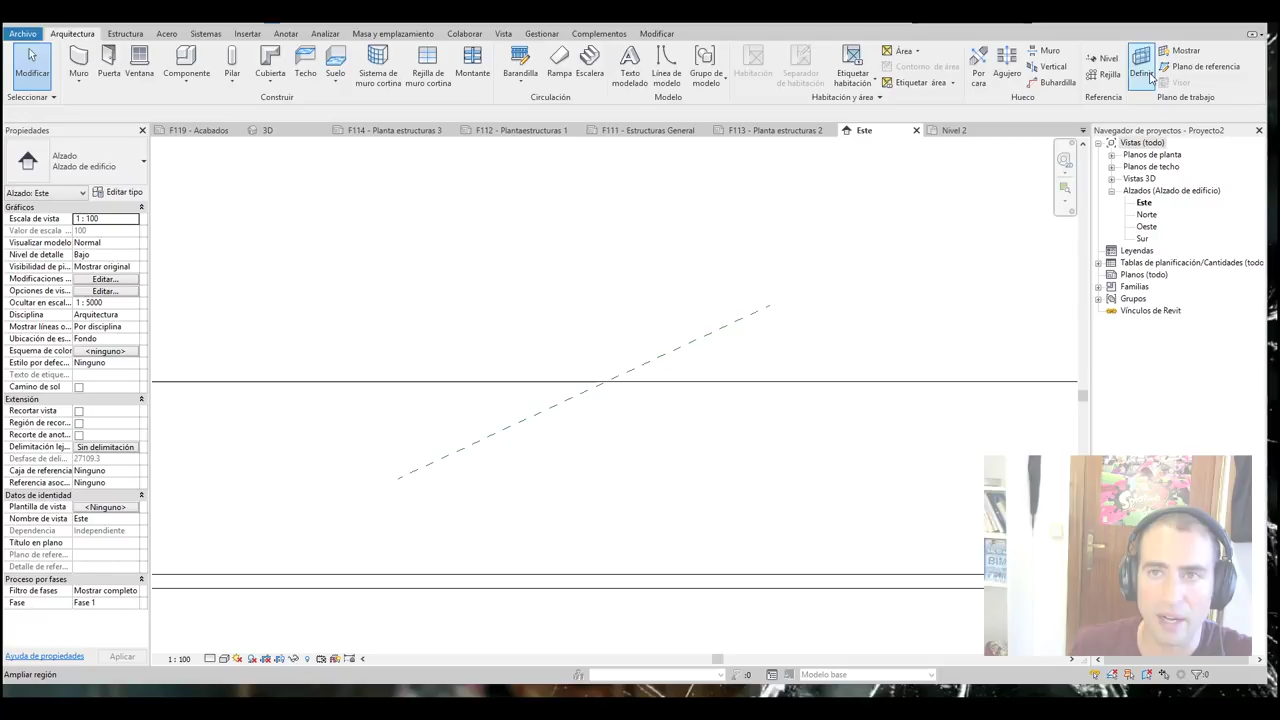 Archivo Arquitectura Estructura Acero Sistemas Insertar Anotar Analizar Masa y emplazamiento Colaborar Vista Gestionar Complementos Modificar
Modificar Muro Puerta Ventana Componente Pilar Cubierta Techo Suelo Sistema de muro cortina Rejilla de muro cortina Montante Barandilla Rampa Escalera Texto modelado Línea de modelo Grupo de modelo Habitación Separador de habitación Etiquetar habitación
Área
Contorno de área
Etiquetar área
Por cara Agujero
Muro
Vertical
Buhardilla
Nivel
Rejilla
Definir
Mostrar
Plano de referencia
Visor
Seleccionar Construir Circulación Modelo Habitación y área Hueco Referencia Plano de trabajo
Propiedades
F119 - Acabados 3D F114 - Planta estructuras 3 F112 - Plantaestructuras 1 F111 - Estructuras General F113 - Planta estructuras 2 Este Nivel 2
Navegador de proyectos - Proyecto2
Alzado
Alzado de edificio
Alzado: Este Editar tipo
Gráficos
Escala de vista 1 : 100
Valor de escala ... 100
Visualizar modelo Normal
Nivel de detalle Bajo
Visibilidad de pi... Mostrar original
Modificaciones ... Editar...
Opciones de vis... Editar...
Ocultar en escal... 1 : 5000
Disciplina Arquitectura
Mostrar líneas o... Por disciplina
Ubicación de es... Fondo
Esquema de color <ninguno>
Estilo por defec... Ninguno
Texto de etique...
Camino de sol
Extensión
Recortar vista
Región de recor...
Recorte de anot...
Delimitación lej... Sin delimitación
Desfase de deli... 27109.3
Caja de referencia Ninguno
Referencia asoc... Ninguno
Datos de identidad
Plantilla de vista <Ninguno>
Nombre de vista Este
Dependencia Independiente
Título en plano
Plano de refere...
Detalle de refer...
Proceso por fases
Filtro de fases Mostrar completo
Fase Fase 1
Ayuda de propiedades Aplicar
Vistas (todo)
Planos de planta
Planos de techo
Vistas 3D
Alzados (Alzado de edificio)
Este
Norte
Oeste
Sur
Leyendas
Tablas de planificación/Cantidades (todo
Planos (todo)
Familias
Grupos
Vínculos de Revit
BIM
1 : 100
Ampliar región
:0 Modelo base :0